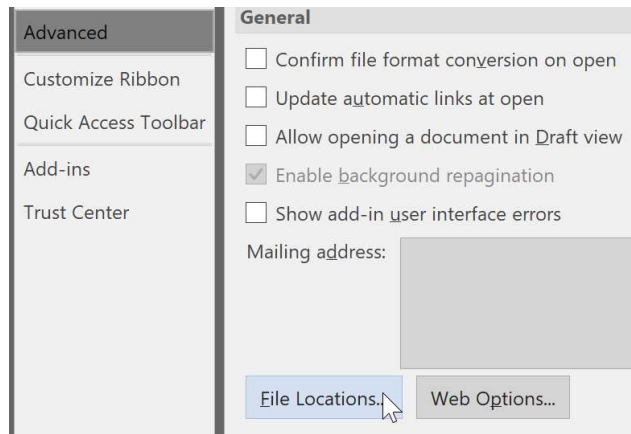 Advanced
Customize Ribbon
Quick Access Toolbar
Add-ins
Trust Center
General
Confirm file format conversion on open
Update automatic links at open
Allow opening a document in Draft view
Enable background repagination
Show add-in user interface errors
Mailing address:
File Locations...
Web Options...